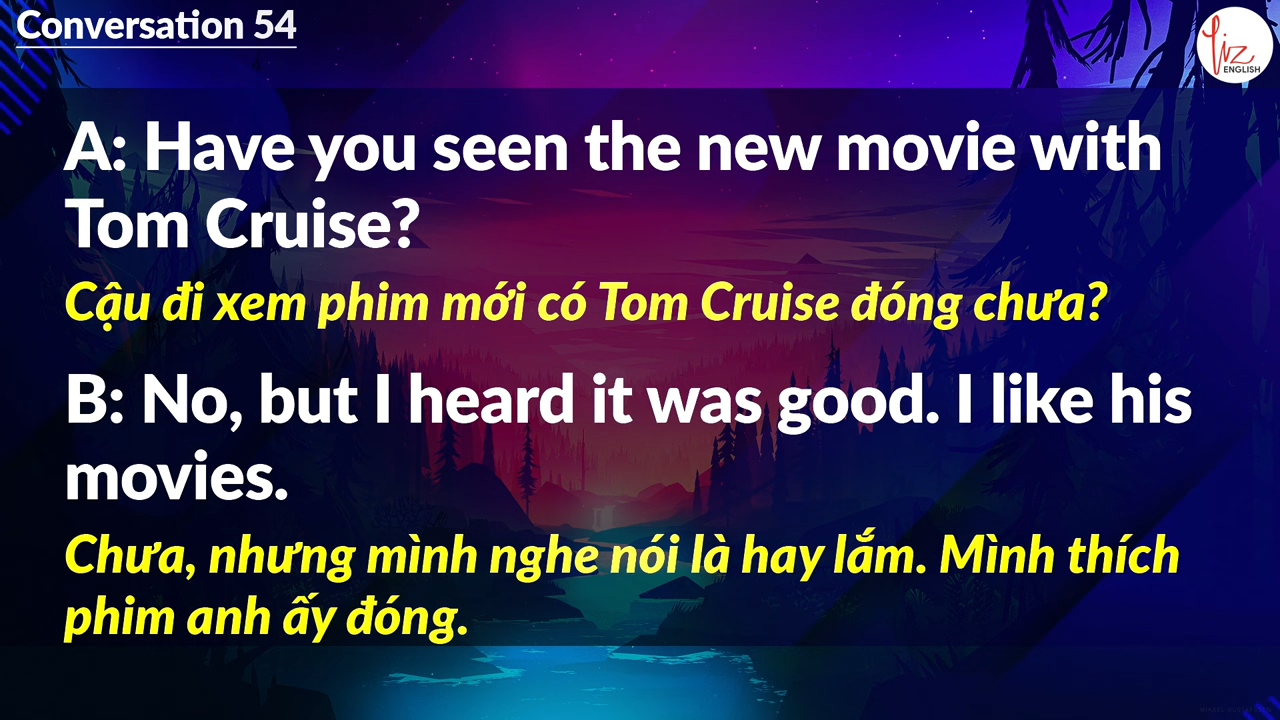 Conversation 54
Liz
ENGLISH
A: Have you seen the new movie with
Tom Cruise?
Cậu đi xem phim mới có Tom Cruise đóng chưa?
B: No, but I heard it was good. I like his
movies.
Chưa, nhưng mình nghe nói là hay lắm. Mình thích
phim anh ấy đóng.